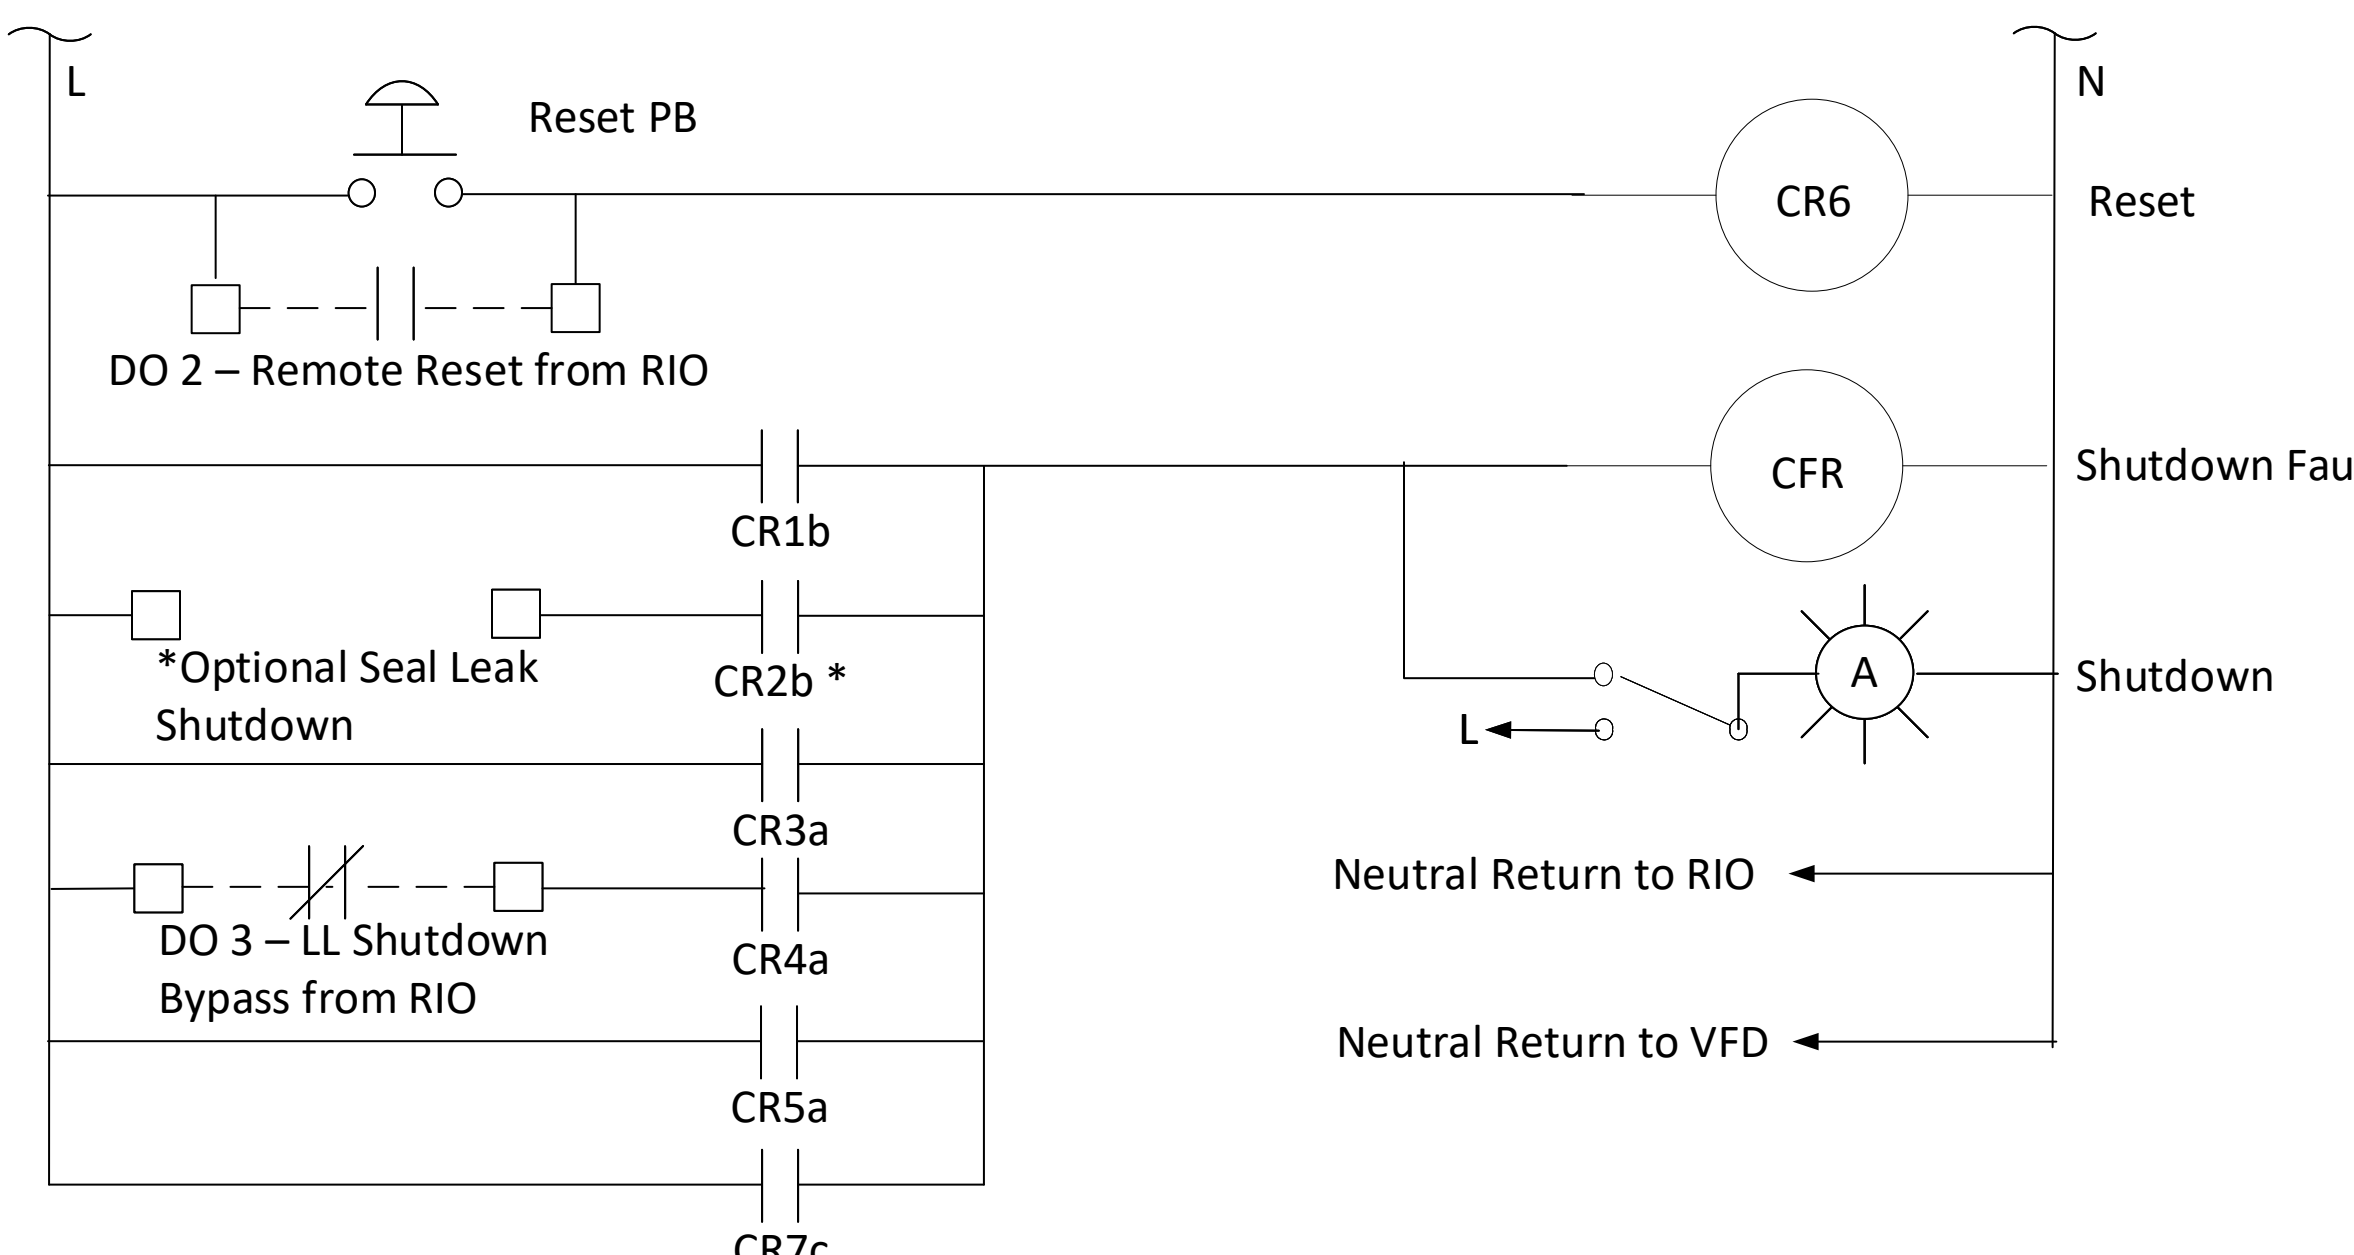 L
N
Reset PB
CR6
Reset
DO 2 – Remote Reset from RIO
CFR
Shutdown Fau
CR1b
*Optional Seal Leak
Shutdown
CR2b *
A
Shutdown
L
CR3a
Neutral Return to RIO
DO 3 – LL Shutdown
Bypass from RIO
CR4a
Neutral Return to VFD
CR5a
CR7c